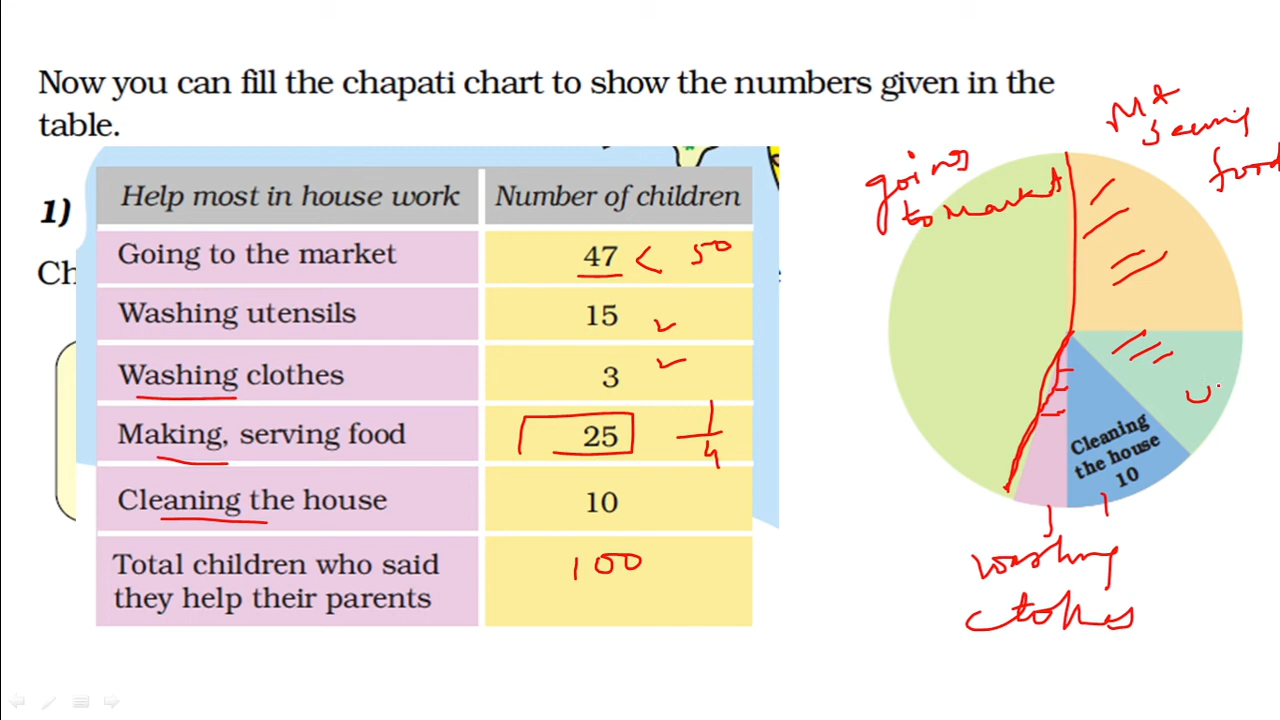 Now you can fill the chapati chart to show the numbers given in the
table.
1)
Ch
Help most in house work Number of children
Going to the market 47 < 50
Washing utensils 15
Washing clothes 3
Making, serving food 25 1/4
Cleaning the house 10
Total children who said 100
they help their parents
going
to market
serving
food
Cleaning
the house
10
washing
clothes